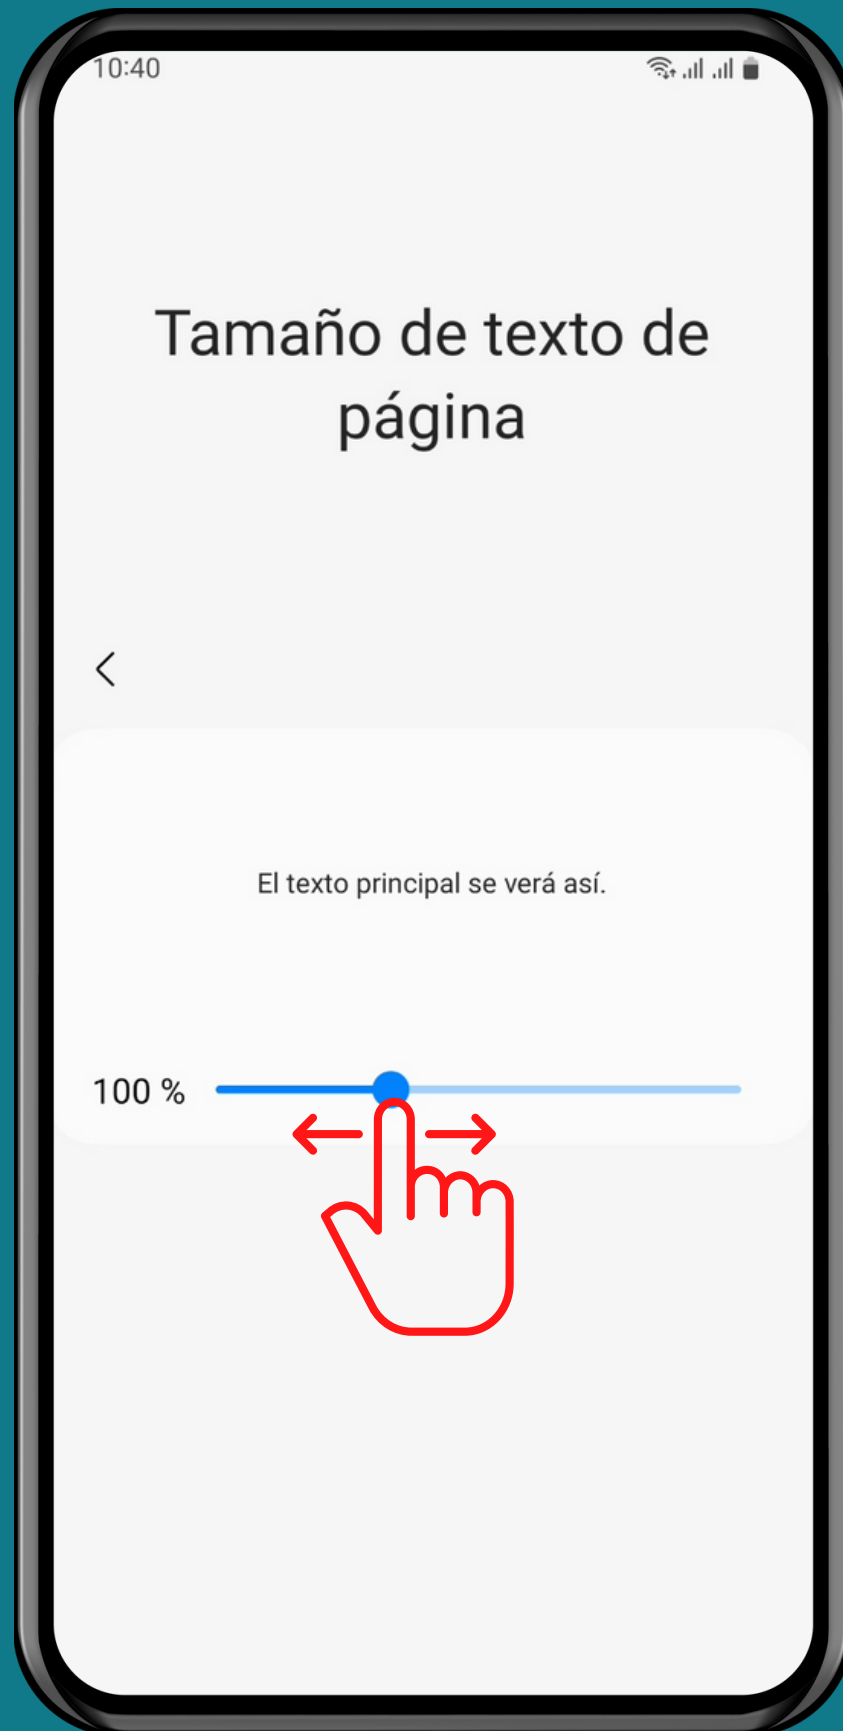 10:40
Tamaño de texto de
página
El texto principal se verá así.
100 %